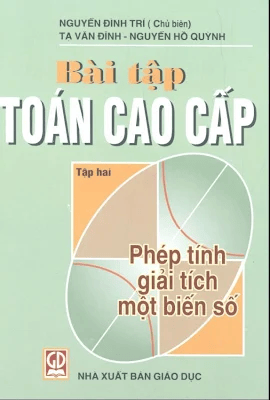 NGUYỄN ĐÌNH TRÍ ( Chủ biên)
TẠ VĂN ĐĨNH - NGUYỄN HỒ QUỲNH
Bài tập
TOÁN CAO CẤP
Tập hai
Phép tính
giải tích
một biến số
GD
NHÀ XUẤT BẢN GIÁO DỤC